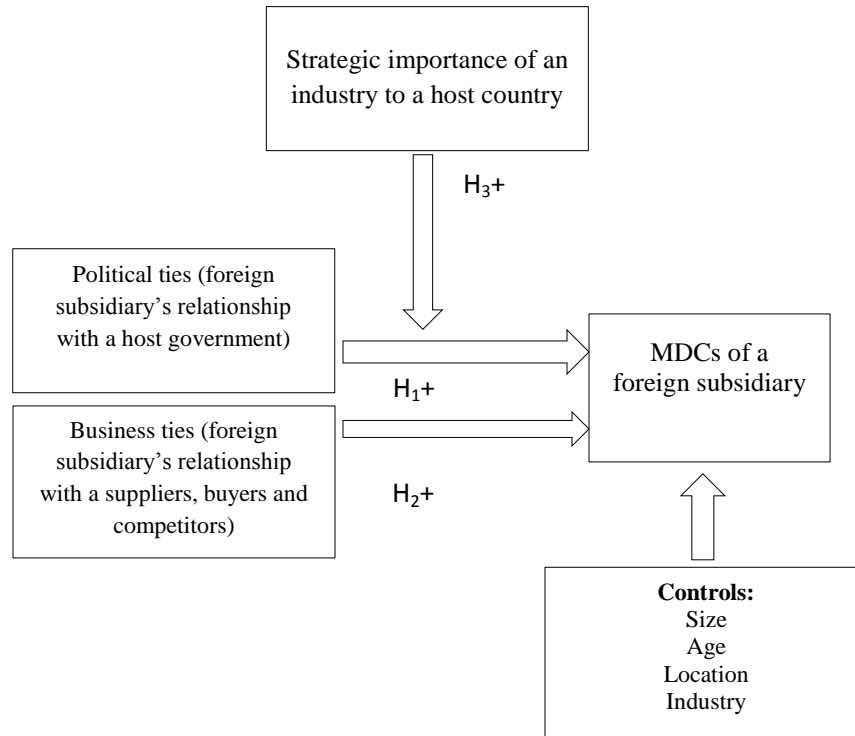 Strategic importance of an
industry to a host country
H₃+
Political ties (foreign
subsidiary's relationship
with a host government)
H₁+
MDCs of a
foreign subsidiary
Business ties (foreign
subsidiary's relationship
with a suppliers, buyers and
competitors)
H₂+
Controls:
Size
Age
Location
Industry